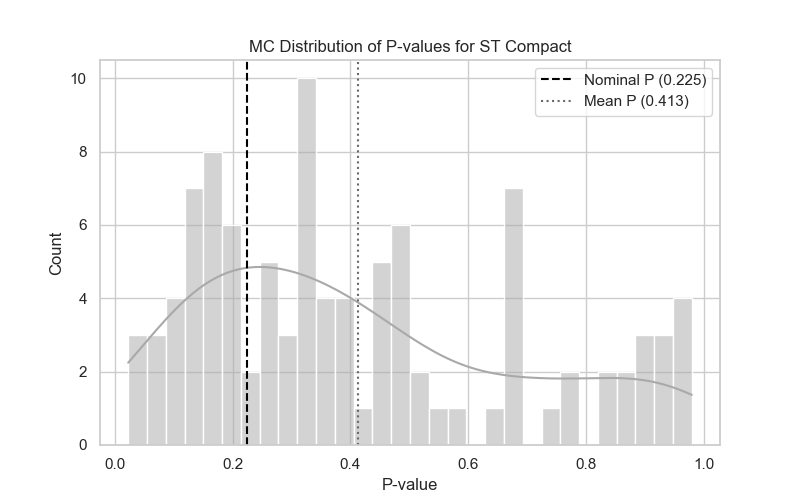 MC Distribution of P-values for ST Compact
Nominal P (0.225)
Mean P (0.413)
Count
10
8
6
4
2
0
0.0 0.2 0.4 0.6 0.8 1.0
P-value